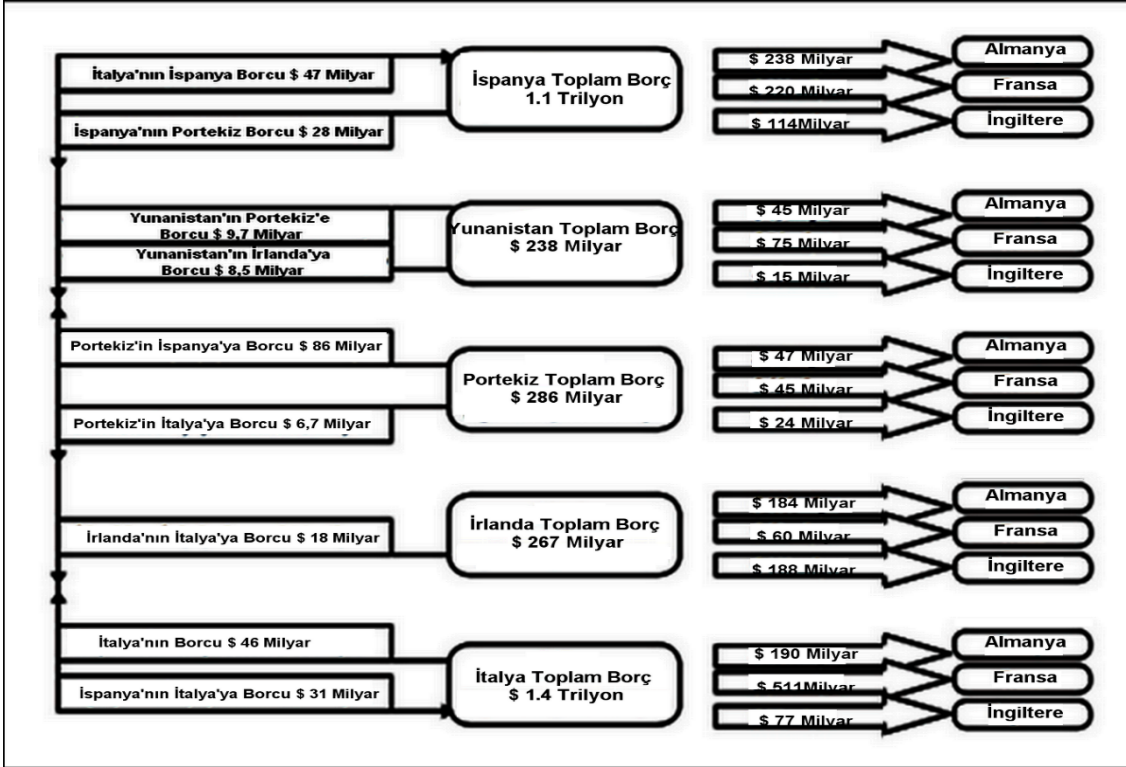 İtalya'nın İspanya Borcu $ 47 Milyar
İspanya'nın Portekiz Borcu $ 28 Milyar
İspanya Toplam Borç
1.1 Trilyon
$ 238 Milyar
Almanya
$ 220 Milyar
Fransa
$ 114Milyar
İngiltere
Yunanistan'ın Portekiz'e
Borcu $ 9,7 Milyar
Yunanistan'ın İrlanda'ya
Borcu $ 8,5 Milyar
Yunanistan Toplam Borç
$ 238 Milyar
$ 45 Milyar
Almanya
$ 75 Milyar
Fransa
$ 15 Milyar
İngiltere
Portekiz'in İspanya'ya Borcu $ 86 Milyar
Portekiz'in İtalya'ya Borcu $ 6,7 Milyar
Portekiz Toplam Borç
$ 286 Milyar
$ 47 Milyar
Almanya
$ 45 Milyar
Fransa
$ 24 Milyar
İngiltere
İrlanda'nın İtalya'ya Borcu $ 18 Milyar
İrlanda Toplam Borç
$ 267 Milyar
$ 184 Milyar
Almanya
$ 60 Milyar
Fransa
$ 188 Milyar
İngiltere
İtalya'nın Borcu $ 46 Milyar
İspanya'nın İtalya'ya Borcu $ 31 Milyar
İtalya Toplam Borç
$ 1.4 Trilyon
$ 190 Milyar
Almanya
$ 511Milyar
Fransa
$ 77 Milyar
İngiltere